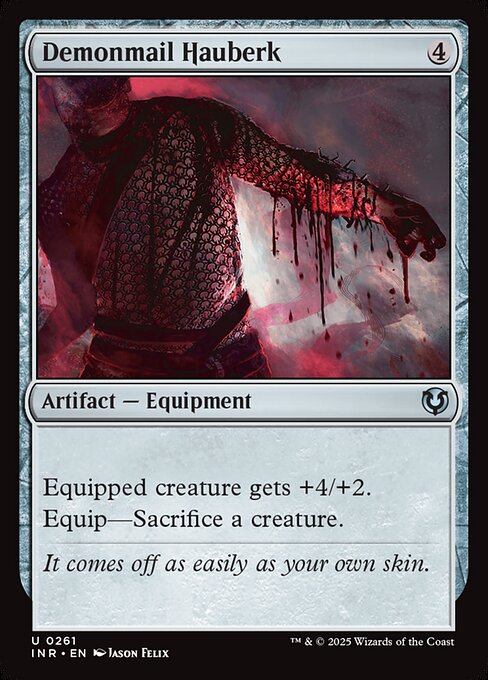 Demonmail Hauberk 4
Artifact — Equipment
Equipped creature gets +4/+2.
Equip—Sacrifice a creature.
It comes off as easily as your own skin.
U 0261
INR • EN Jason Felix
™ & © 2025 Wizards of the Coast